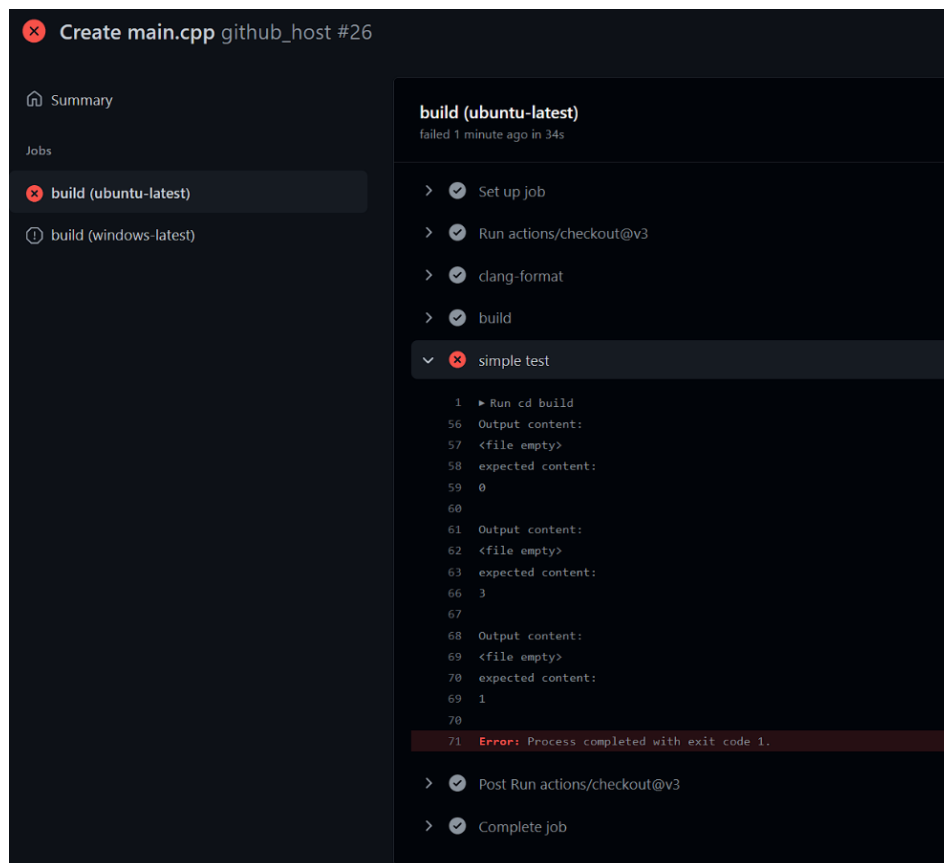 Create main.cpp github_host #26
Summary
Jobs
build (ubuntu-latest)
build (windows-latest)
build (ubuntu-latest)
failed 1 minute ago in 34s
Set up job
Run actions/checkout@v3
clang-format
build
simple test
1 ▸ Run cd build
56 Output content:
57 <file empty>
58 expected content:
59 0
60
61 Output content:
62 <file empty>
63 expected content:
66 3
67
68 Output content:
69 <file empty>
70 expected content:
69 1
70
71 Error: Process completed with exit code 1.
Post Run actions/checkout@v3
Complete job